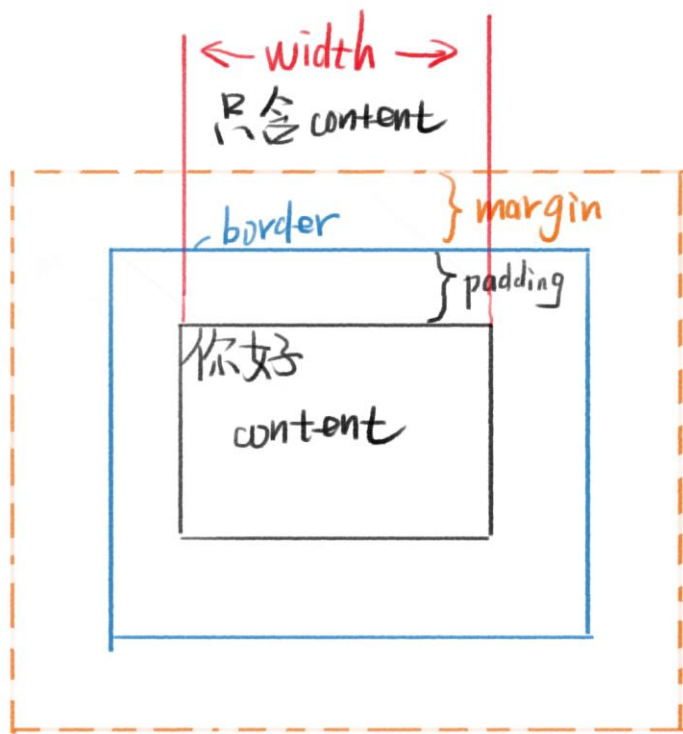 width
只含content
margin
border
padding
你好
content